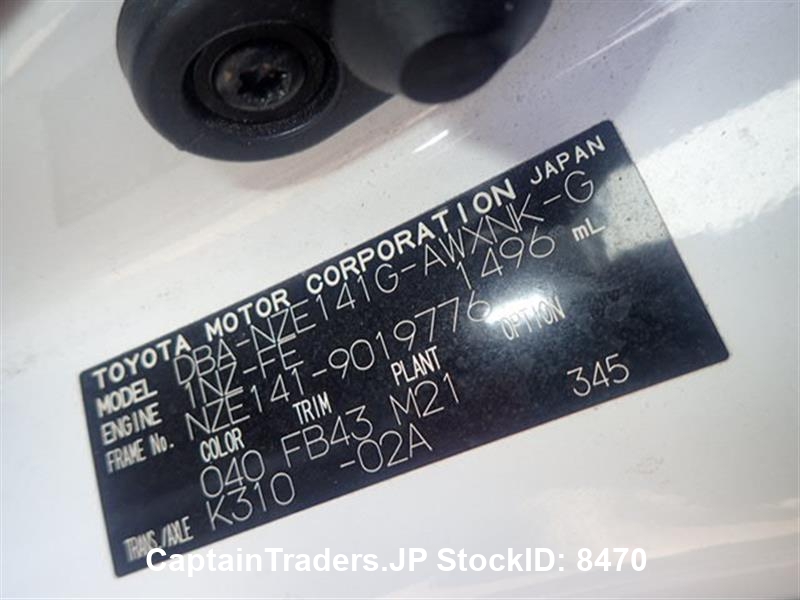 TOYOTA MOTOR CORPORATION JAPAN
MODEL DBA-NZE141G-AWXNK-G
ENGINE 1NZ-FE 1496 mL
FRAME No. NZE141-9019776
COLOR TRIM PLANT OPTION
040 FB43 M21 345
TRANS./AXLE K310 -02A
CaptainTraders.JP StockID: 8470